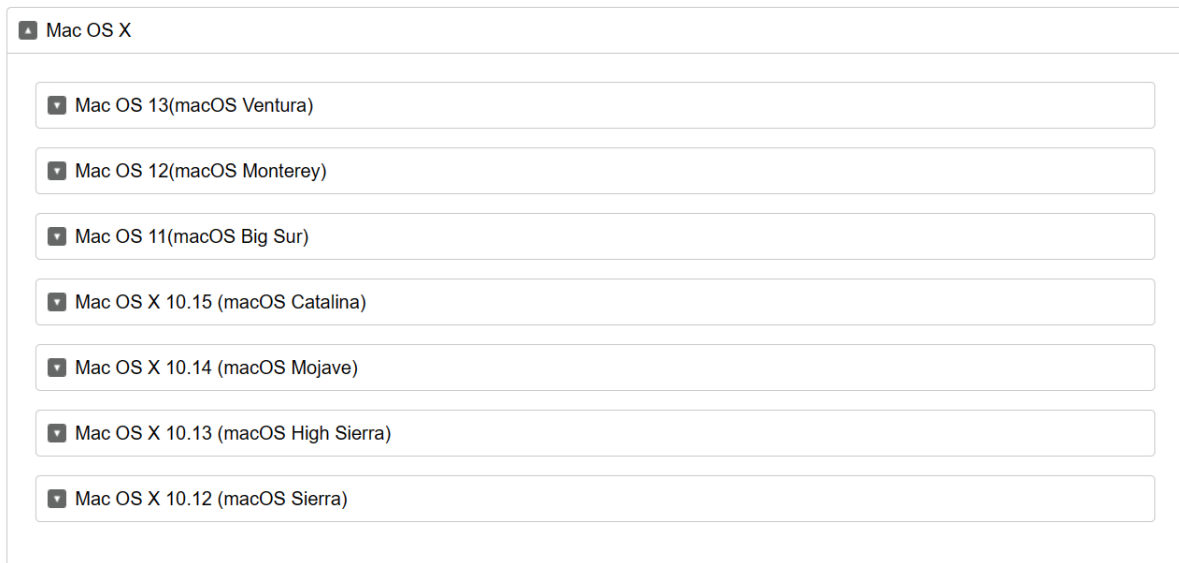 Mac OS X
Mac OS 13(macOS Ventura)
Mac OS 12(macOS Monterey)
Mac OS 11(macOS Big Sur)
Mac OS X 10.15 (macOS Catalina)
Mac OS X 10.14 (macOS Mojave)
Mac OS X 10.13 (macOS High Sierra)
Mac OS X 10.12 (macOS Sierra)